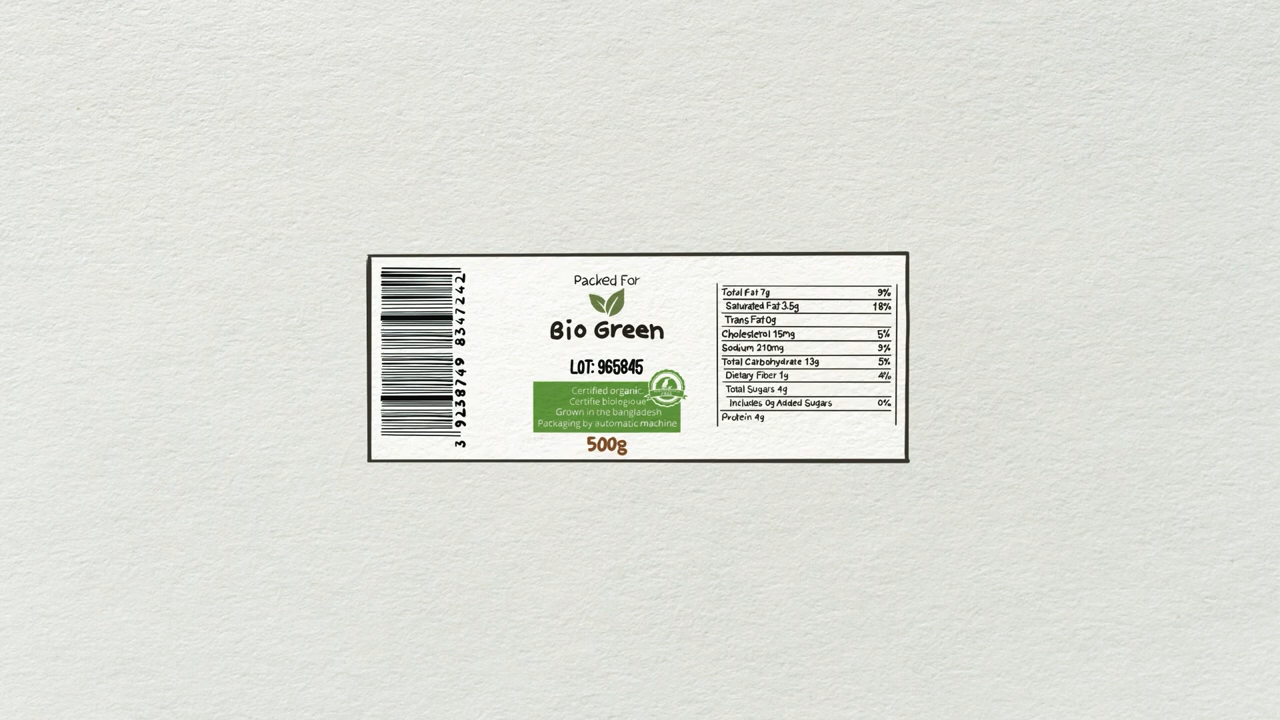 3 9238749 8347242
Packed For
Bio Green
LOT: 965845
Certified organic
Certifie biologique
Grown in the bangladesh
Packaging by automatic machine
500g
Total Fat 7g 9%
Saturated Fat 3.5g 18%
Trans Fat 0g
Cholesterol 15mg 5%
Sodium 210mg 9%
Total Carbohydrate 13g 5%
Dietary Fiber 1g 4%
Total Sugars 4g
Includes 0g Added Sugars 0%
Protein 4g